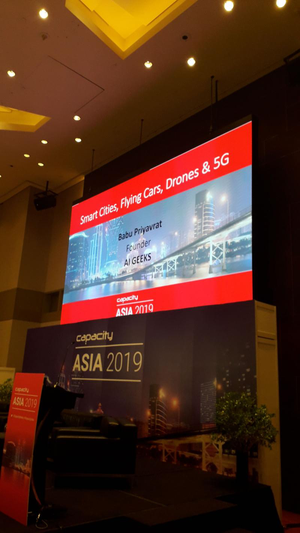 Smart Cities, Flying Cars, Drones & 5G
Babu Priyavrat
Founder
AI GEEKS
capacity
ASIA 2019
capacity
ASIA 2019
capacity
ASIA 2019